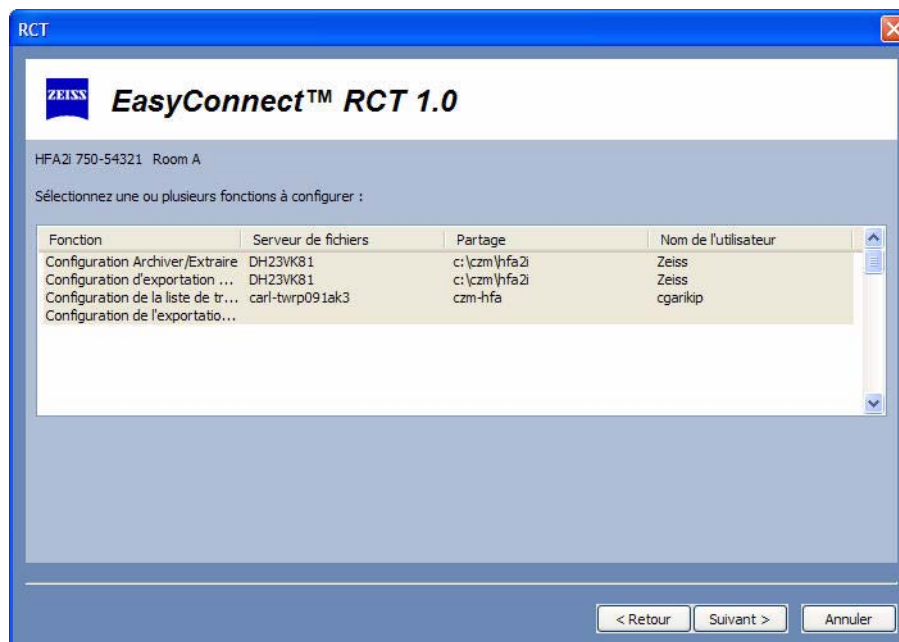 RCT
ZEISS
EasyConnect™ RCT 1.0
HFA2i 750-54321 Room A
Sélectionnez une ou plusieurs fonctions à configurer :
Fonction Serveur de fichiers Partage Nom de l'utilisateur
Configuration Archiver/Extraire DH23VK81 c:\czm\hfa2i Zeiss
Configuration d'exportation ... DH23VK81 c:\czm\hfa2i Zeiss
Configuration de la liste de tr... carl-twrp091ak3 czm-hfa cgarikip
Configuration de l'exportatio...
< Retour Suivant > Annuler